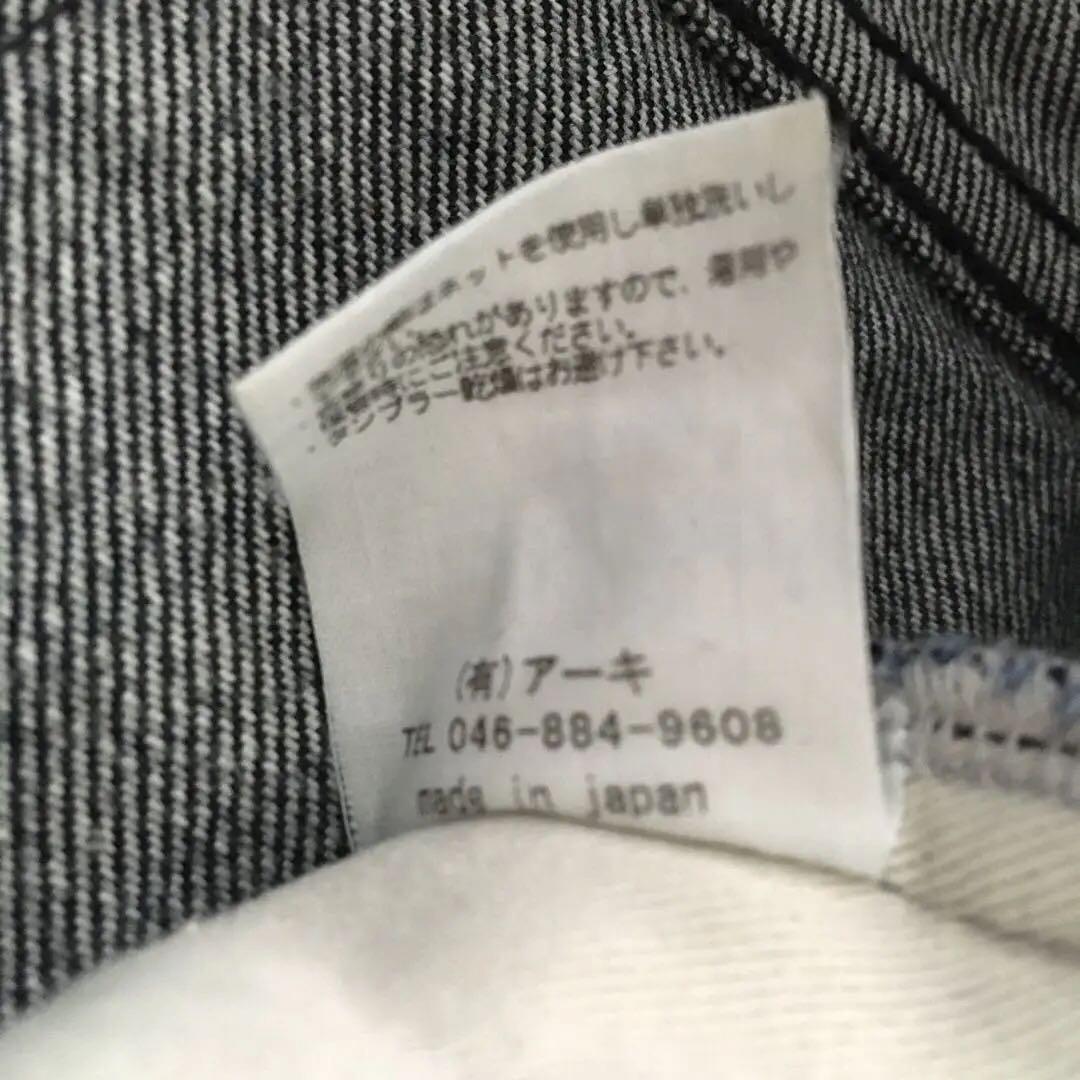 ネットを使用し単独洗いし
がありますので、着用や
にご注意ください。
タンブラー乾燥はお避け下さい。
(有)アーキ
TEL 046-884-9608
made in japan